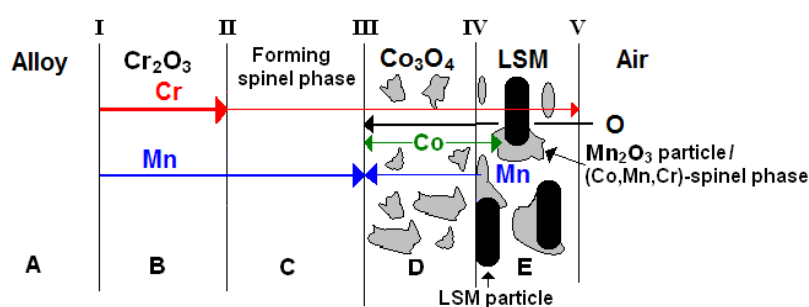 I II III IV V
Alloy Cr₂O₃ Forming spinel phase Co₃O₄ LSM Air
Cr
O
Co
Mn Mn
Mn₂O₃ particle/
(Co,Mn,Cr)-spinel phase
A B C D E
LSM particle